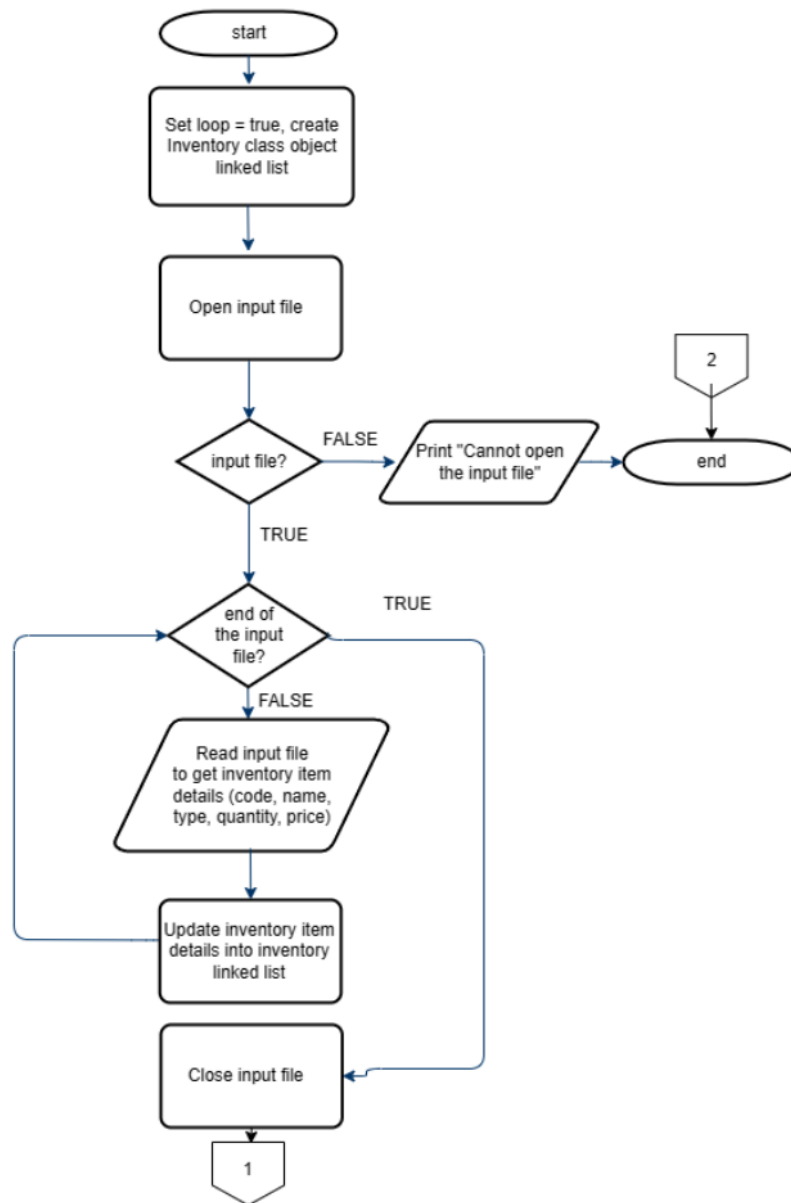 start
Set loop = true, create
Inventory class object
linked list
Open input file
2
input file?
FALSE
Print "Cannot open
the input file"
end
TRUE
end of
the input
file?
TRUE
FALSE
Read input file
to get inventory item
details (code, name,
type, quantity, price)
Update inventory item
details into inventory
linked list
Close input file
1